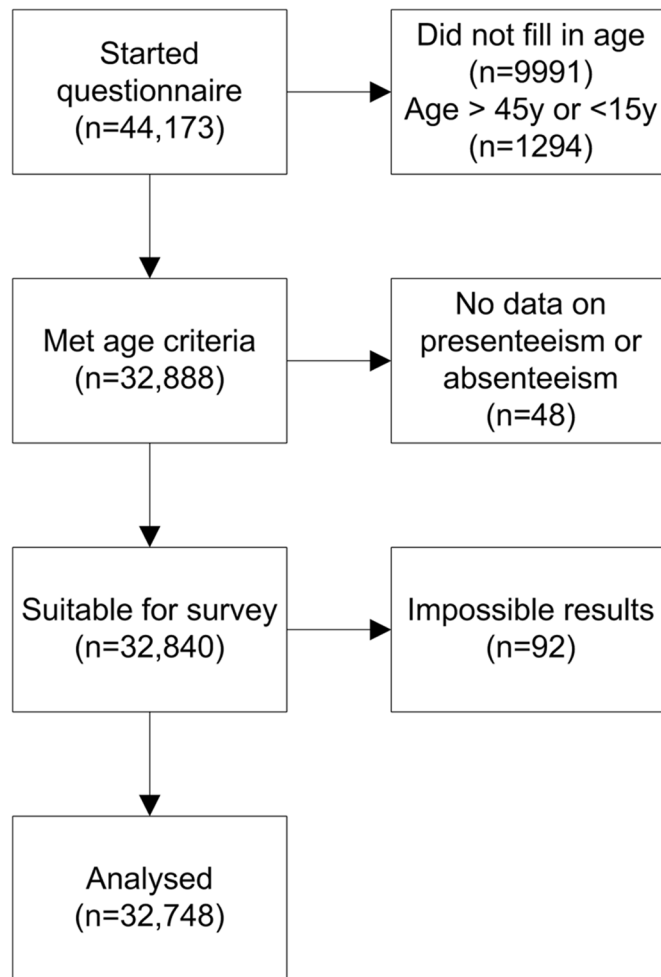 Started
questionnaire
(n=44,173)
Did not fill in age
(n=9991)
Age > 45y or <15y
(n=1294)
Met age criteria
(n=32,888)
No data on
presenteeism or
absenteeism
(n=48)
Suitable for survey
(n=32,840)
Impossible results
(n=92)
Analysed
(n=32,748)